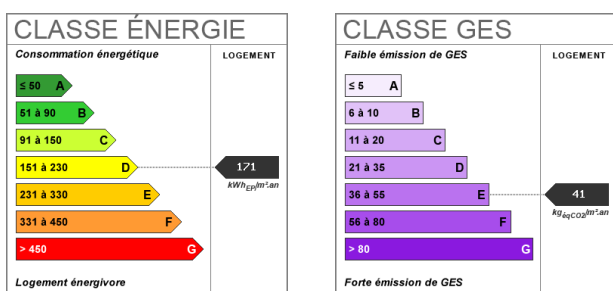 CLASSE ÉNERGIE
Consommation énergétique
LOGEMENT
≤ 50 A
51 à 90 B
91 à 150 C
151 à 230 D
171
kWhEP/m².an
231 à 330 E
331 à 450 F
> 450 G
Logement énergivore
CLASSE GES
Faible émission de GES
LOGEMENT
≤ 5 A
6 à 10 B
11 à 20 C
21 à 35 D
36 à 55 E
41
kgéqCO2/m².an
56 à 80 F
> 80 G
Forte émission de GES